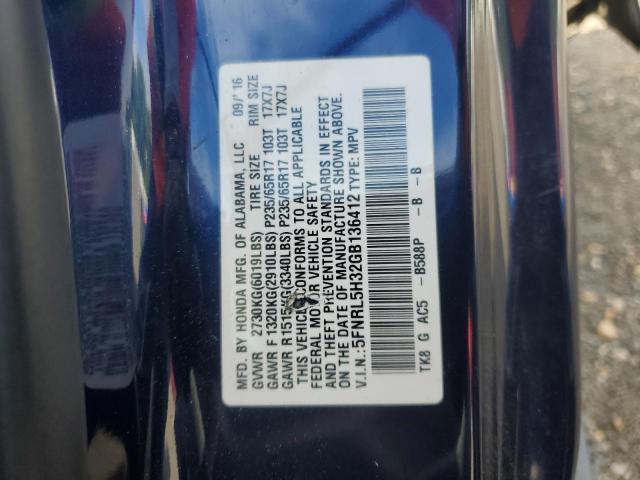 MFD. BY HONDA MFG. OF ALABAMA, LLC 09/16
GVWR 2730KG(6019LBS) TIRE SIZE RIM SIZE
GAWR F 1320KG(2910LBS) P235/65R17 103T 17X7J
GAWR R 1515KG(3340LBS) P235/65R17 103T 17X7J
THIS VEHICLE CONFORMS TO ALL APPLICABLE
FEDERAL MOTOR VEHICLE SAFETY
AND THEFT PREVENTION STANDARDS IN EFFECT
ON THE DATE OF MANUFACTURE SHOWN ABOVE.
V.I.N.:5FNRL5H32GB136412 TYPE: MPV
TK8 G AC5 -B588P -B -B